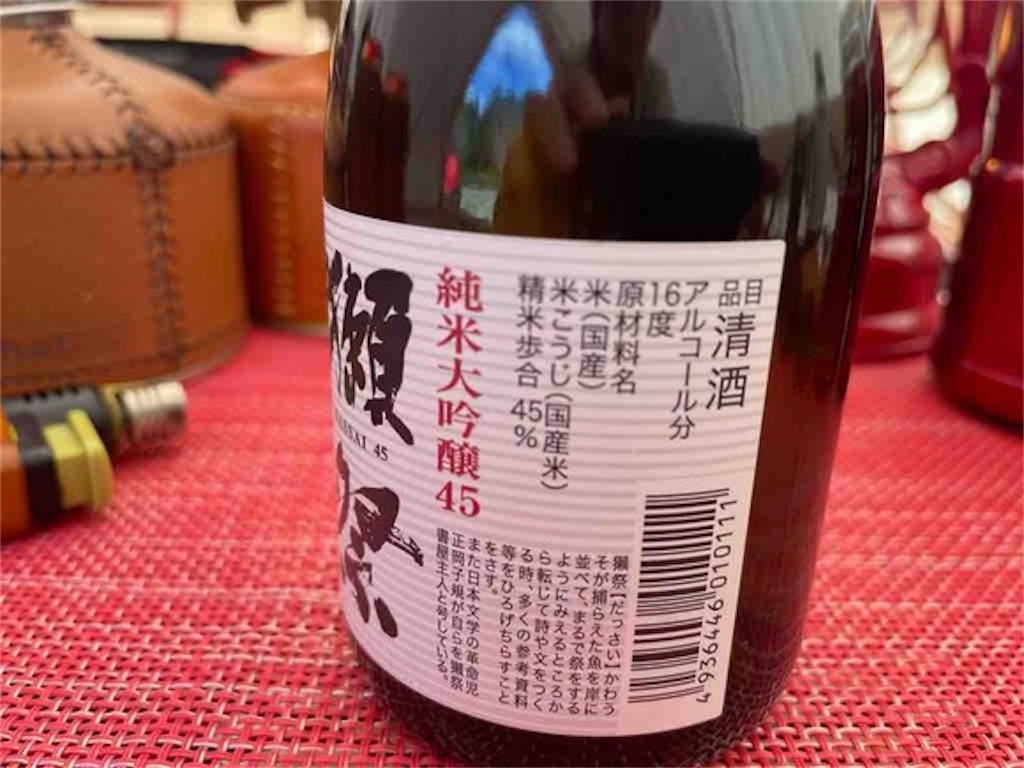 品目
清酒
アルコール分
16度
原材料名
米(国産)
米こうじ(国産米)
精米歩合 45%
純米大吟醸45
獺祭
ASSAI 45
獺祭【だっさい】かわう
そが捕らえた魚を岸に
並べて、まるで祭をする
ようにみえるところか
ら転じて詩や文をつく
る時、多くの参考資料
等をひろげちらすこと
をさす。
また日本文学の革命児
正岡子規が自らを獺祭
書屋主人と号している。
4936446010111